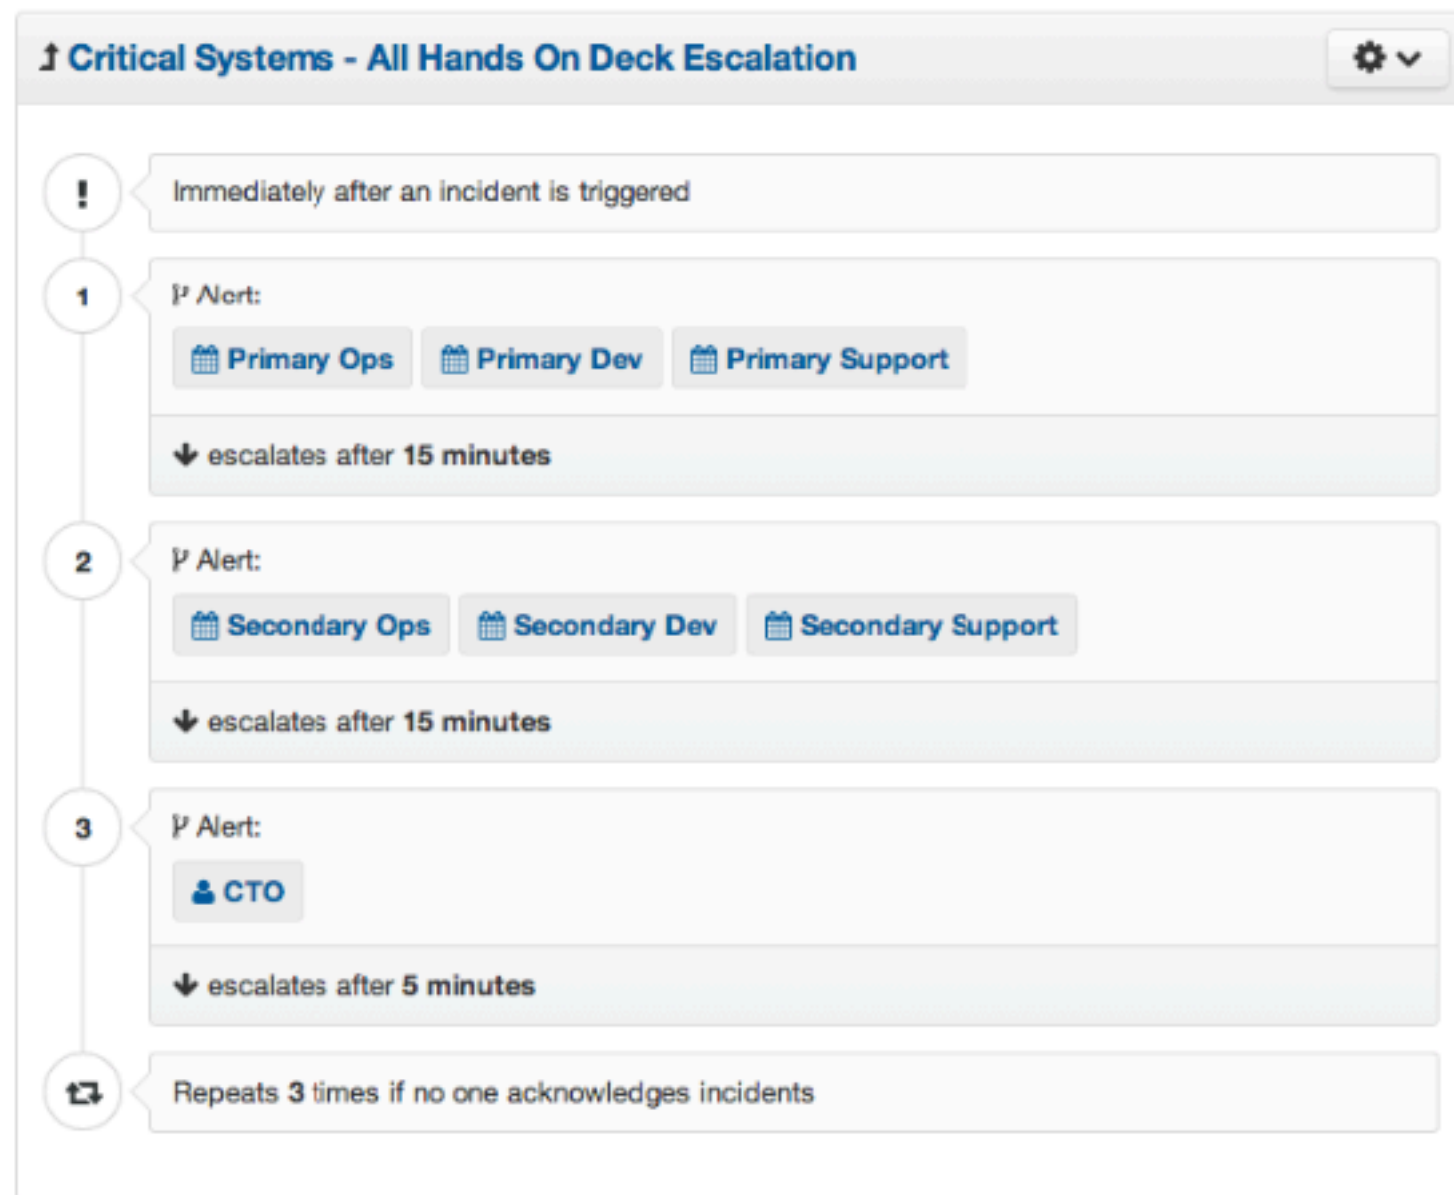 Critical Systems - All Hands On Deck Escalation
!
Immediately after an incident is triggered
1
Alert:
Primary Ops Primary Dev Primary Support
escalates after 15 minutes
2
Alert:
Secondary Ops Secondary Dev Secondary Support
escalates after 15 minutes
3
Alert:
CTO
escalates after 5 minutes
Repeats 3 times if no one acknowledges incidents